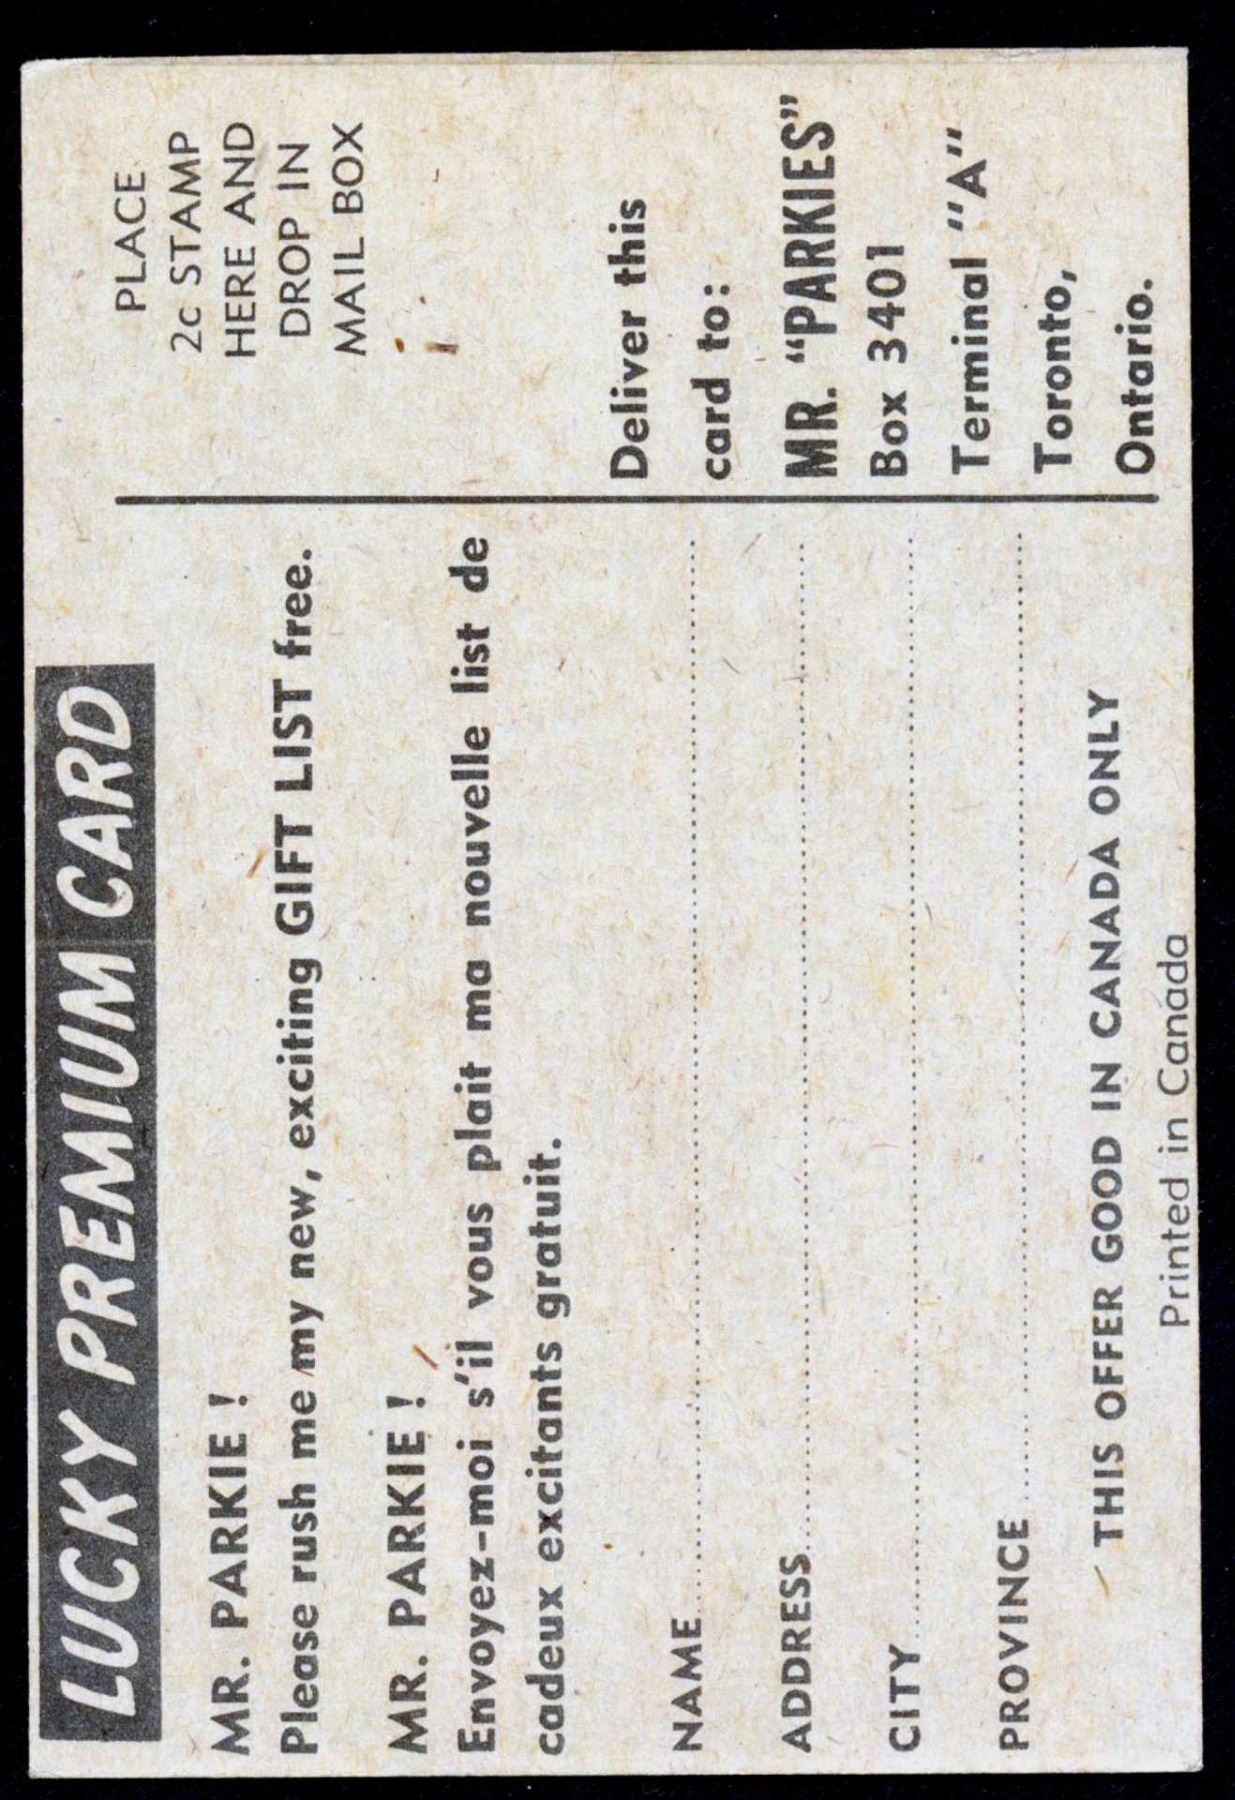 LUCKY PREMIUM CARD
MR. PARKIE!
Please rush me my new, exciting GIFT LIST free.
MR. PARKIE!
Envoyez-moi s'il vous plait ma nouvelle list de
cadeux excitants gratuit.
NAME
ADDRESS
CITY
PROVINCE
THIS OFFER GOOD IN CANADA ONLY
Printed in Canada
PLACE
2c STAMP
HERE AND
DROP IN
MAIL BOX
Deliver this
card to:
MR. "PARKIES"
Box 3401
Terminal "A"
Toronto,
Ontario.